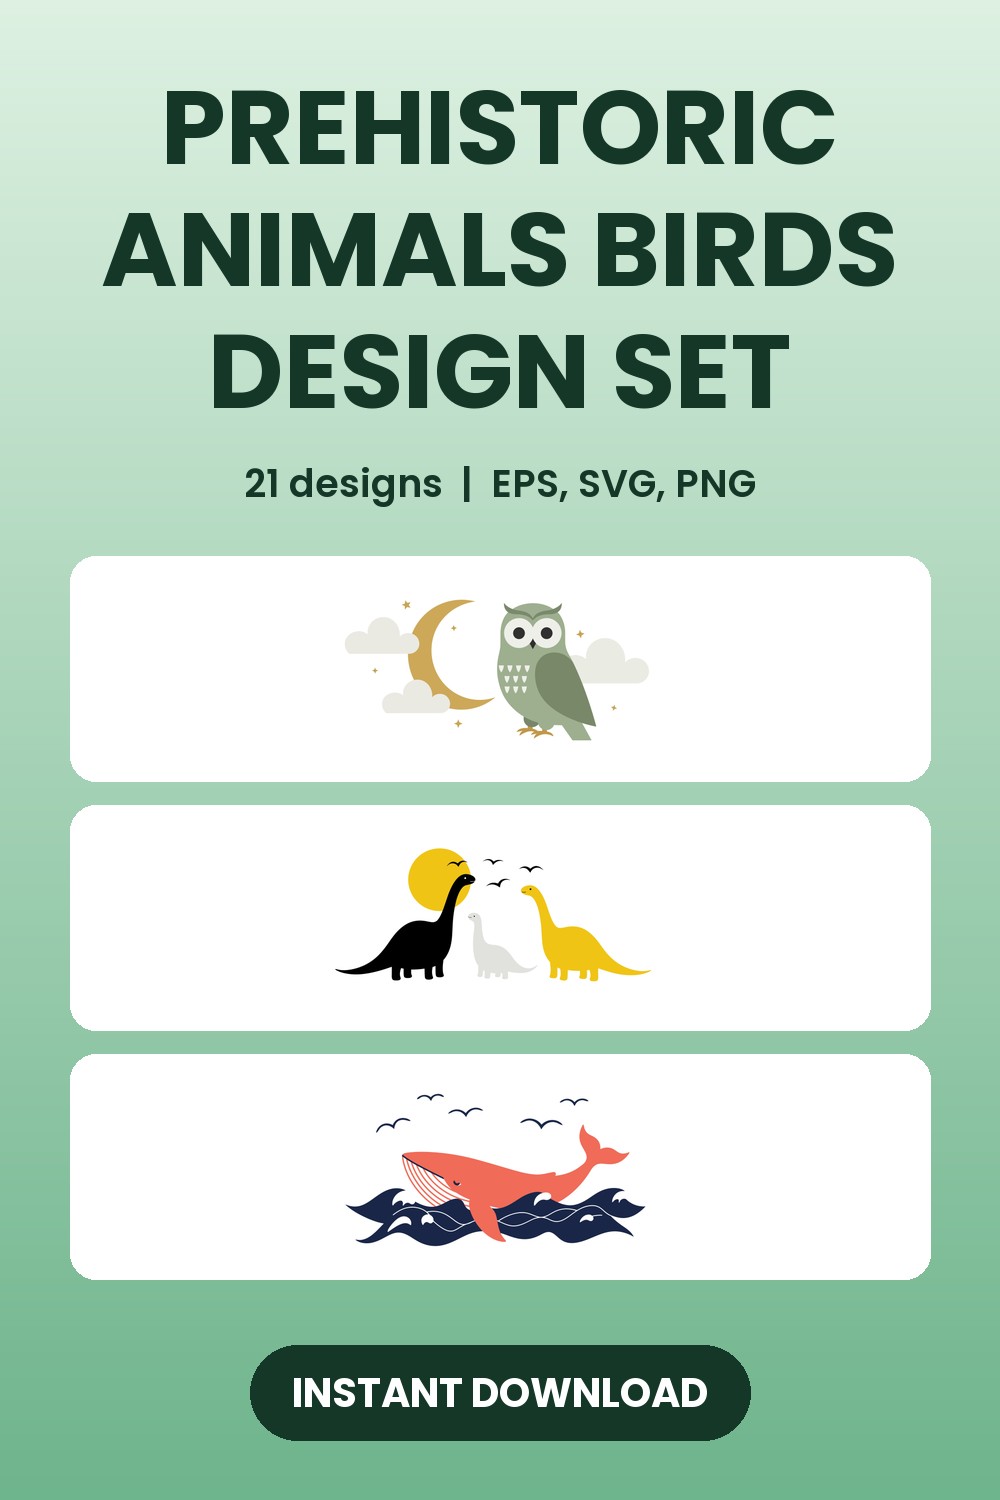 PREHISTORIC
ANIMALS BIRDS
DESIGN SET
21 designs | EPS, SVG, PNG
INSTANT DOWNLOAD